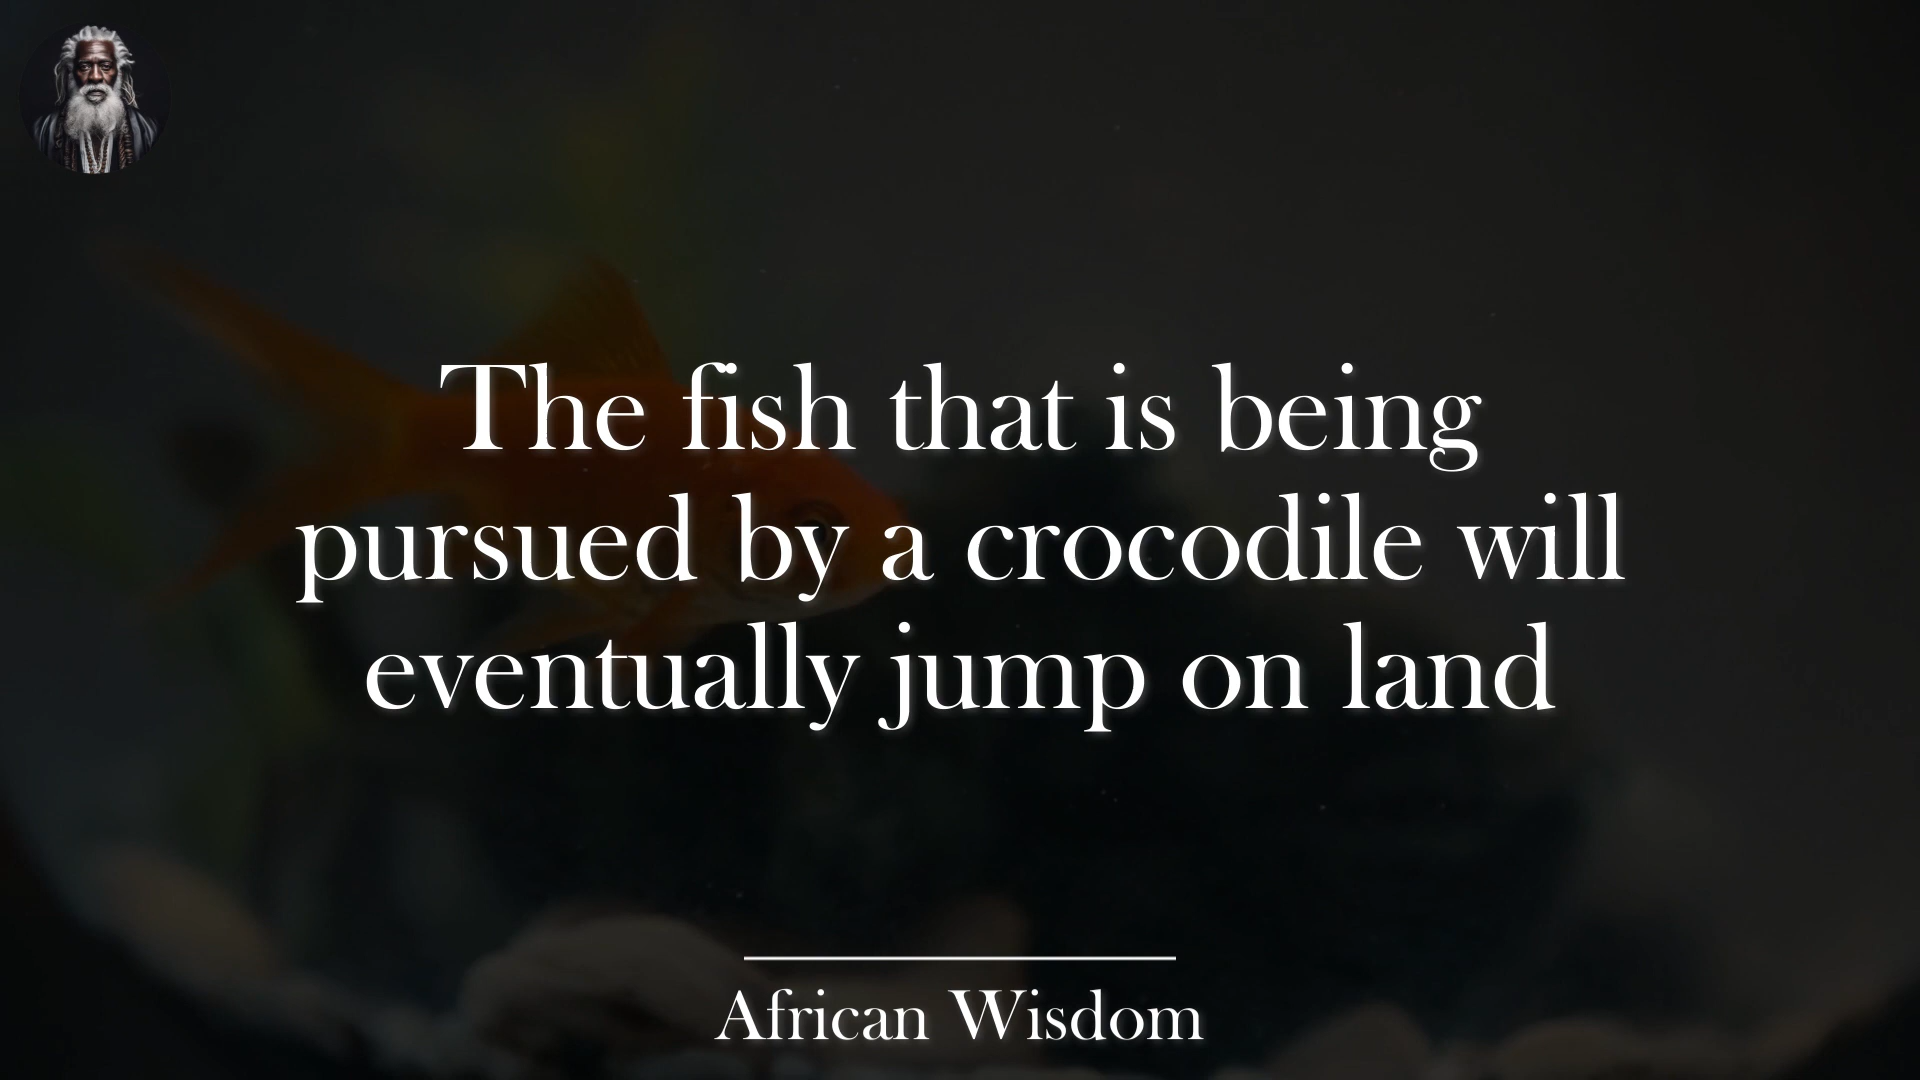 The fish that is being
pursued by a crocodile will
eventually jump on land
African Wisdom